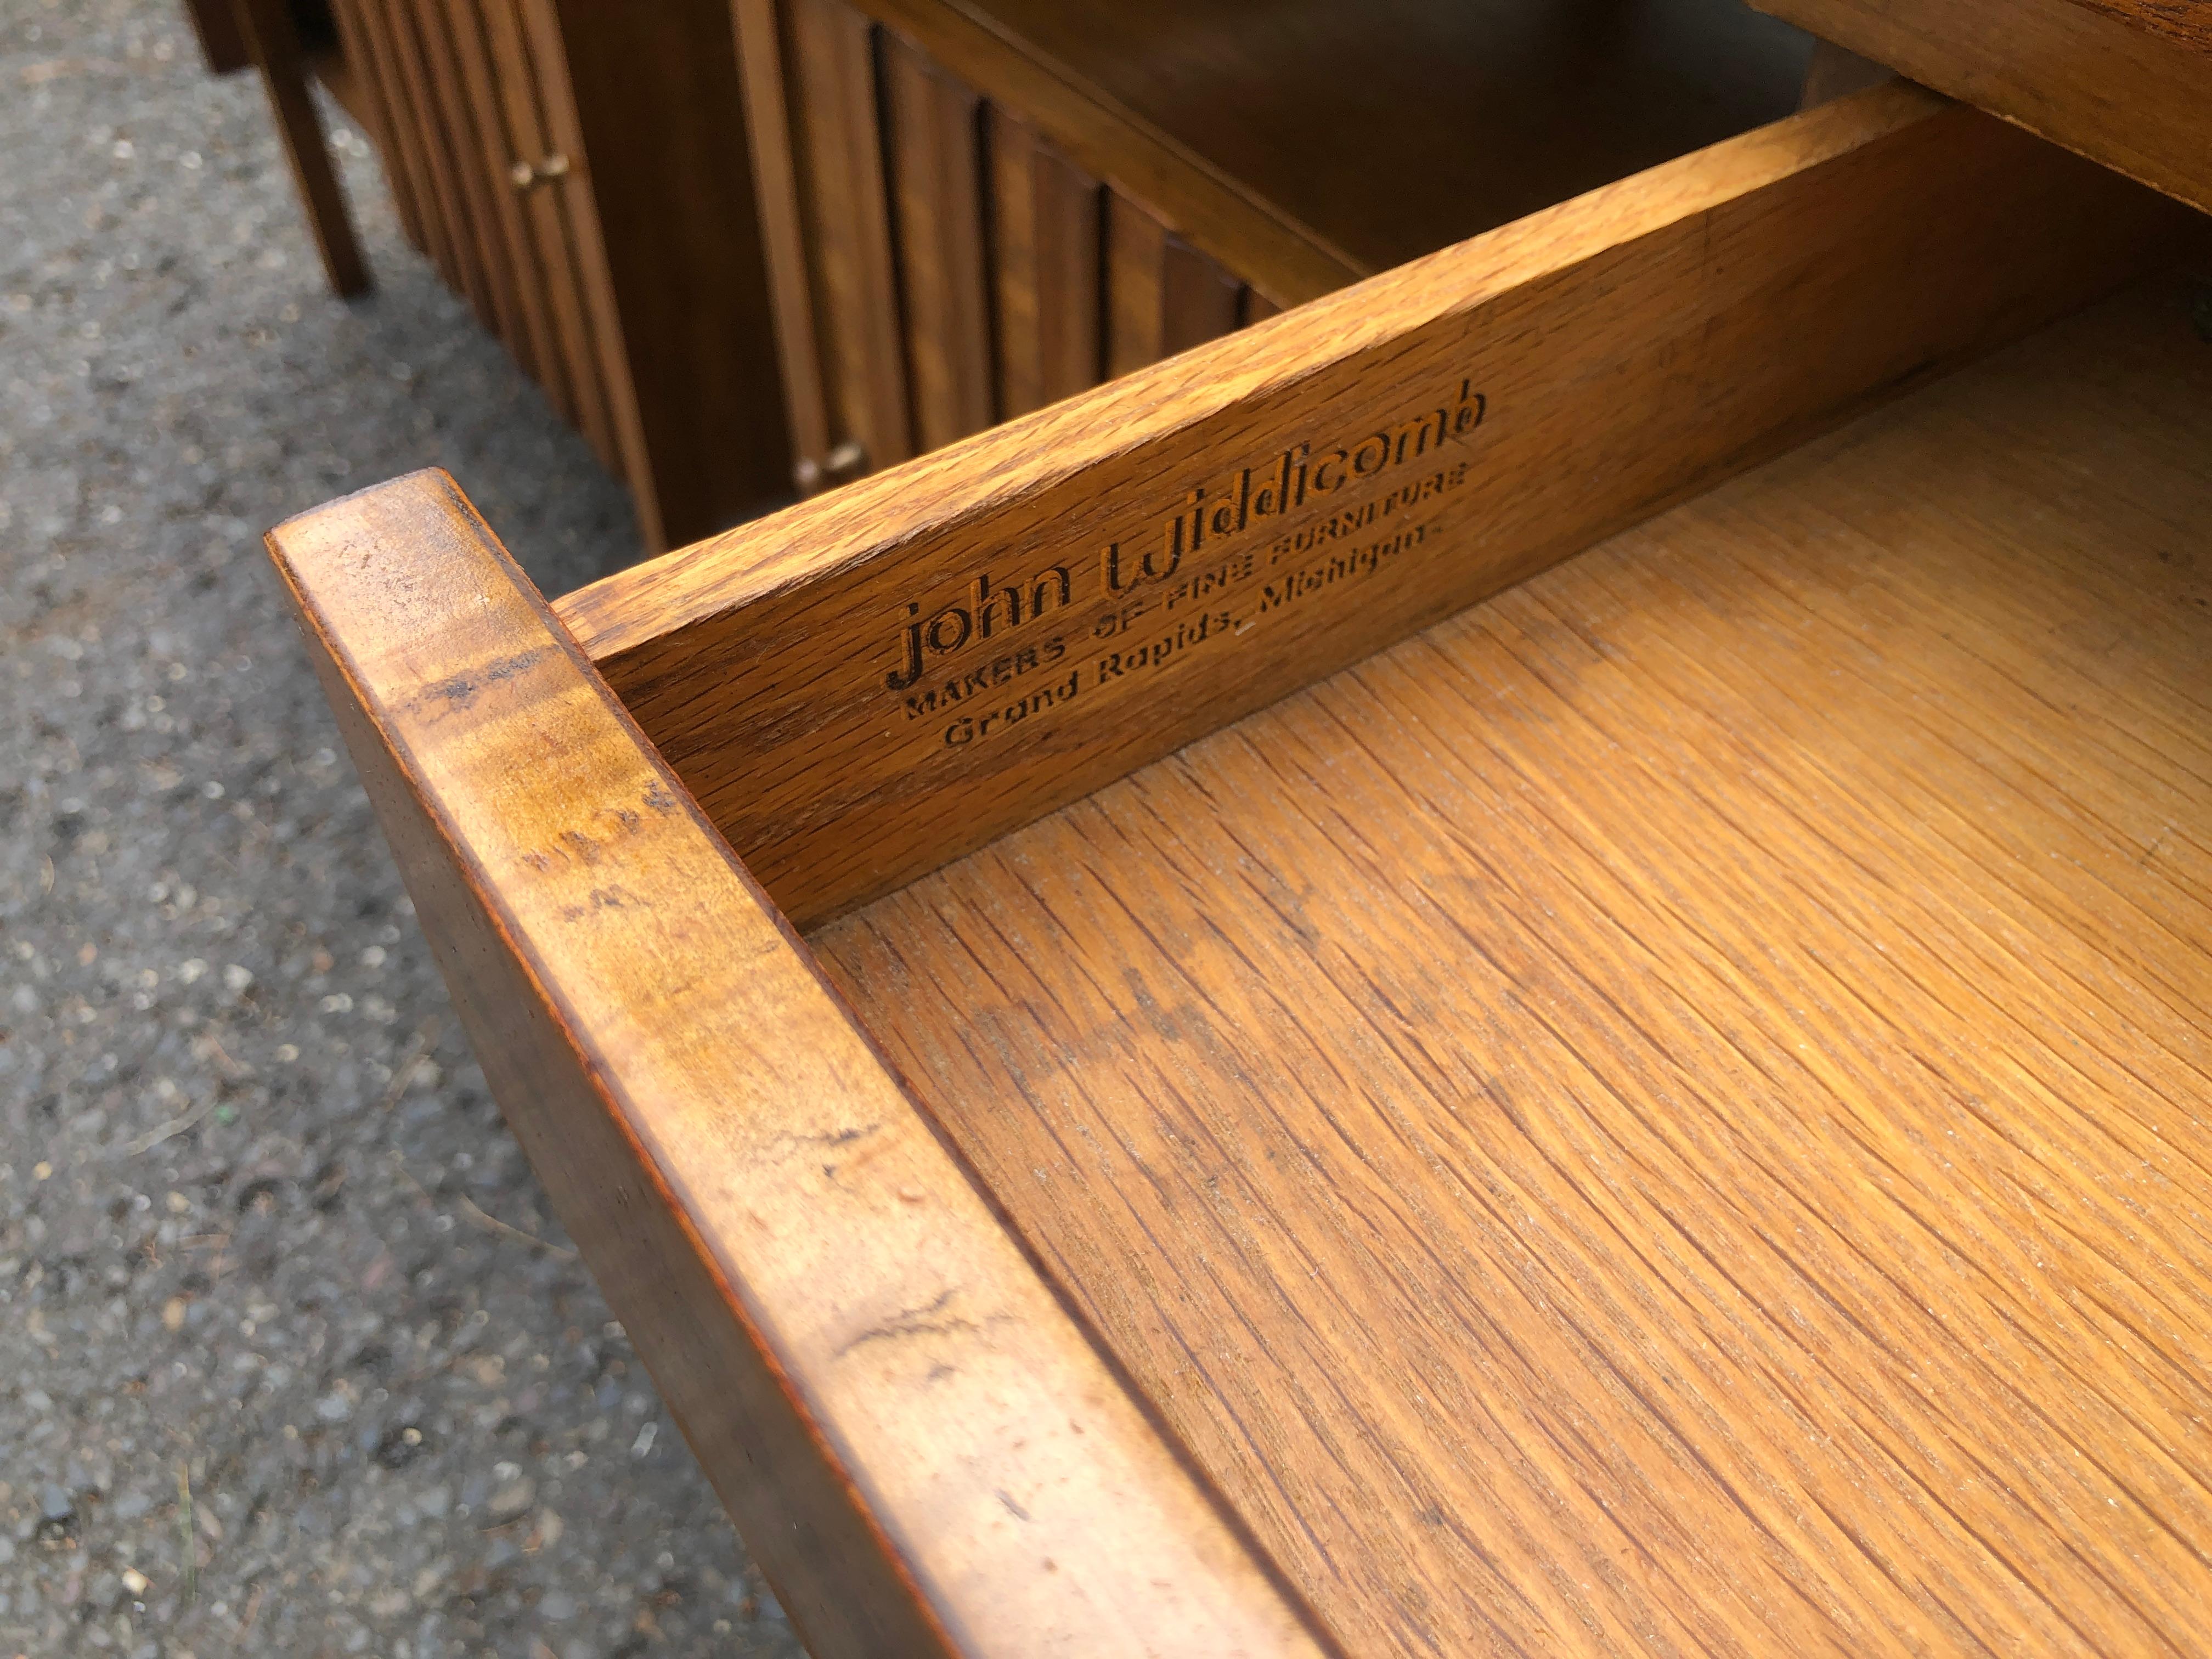 john widdicomb
MAKERS OF FINE FURNITURE
Grand Rapids, Michigan.